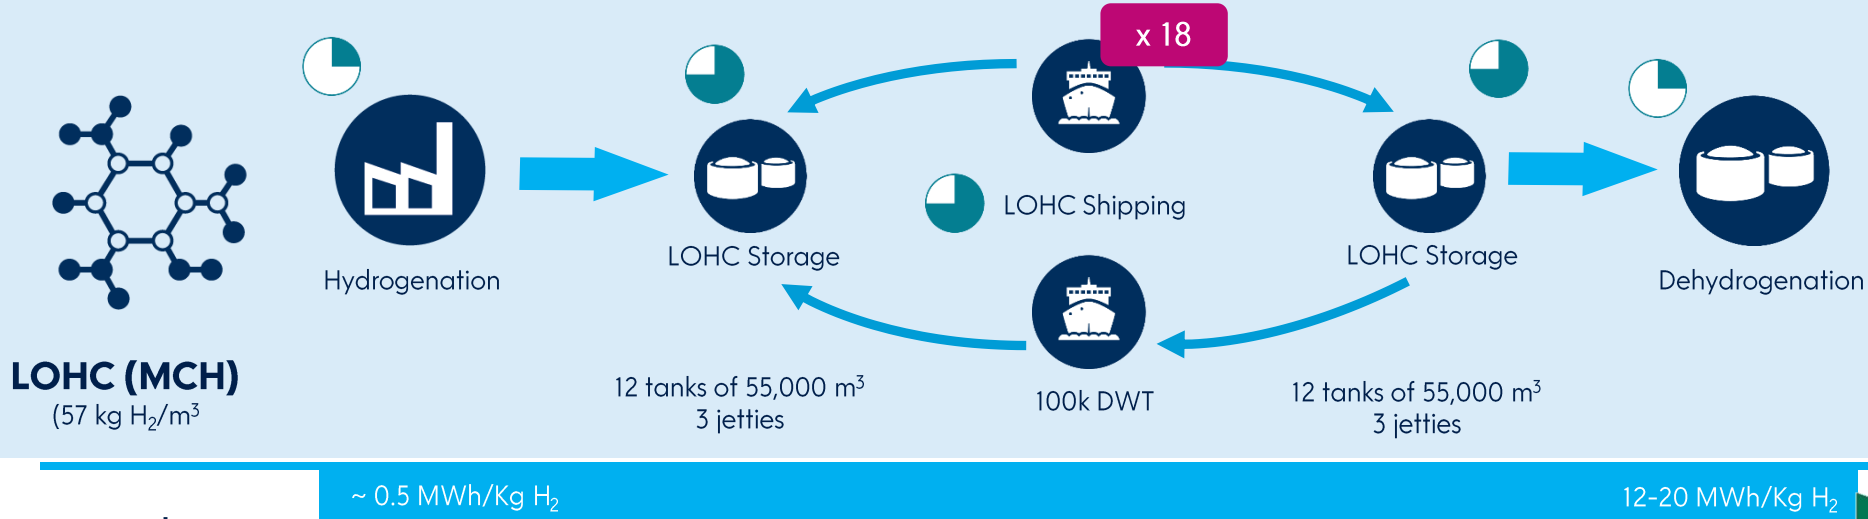 x 18
LOHC Shipping
LOHC Storage
LOHC Storage
Hydrogenation
Dehydrogenation
LOHC (MCH)
(57 kg H₂/m³
12 tanks of 55,000 m³
3 jetties
100k DWT
12 tanks of 55,000 m³
3 jetties
~ 0.5 MWh/Kg H₂
12-20 MWh/Kg H₂